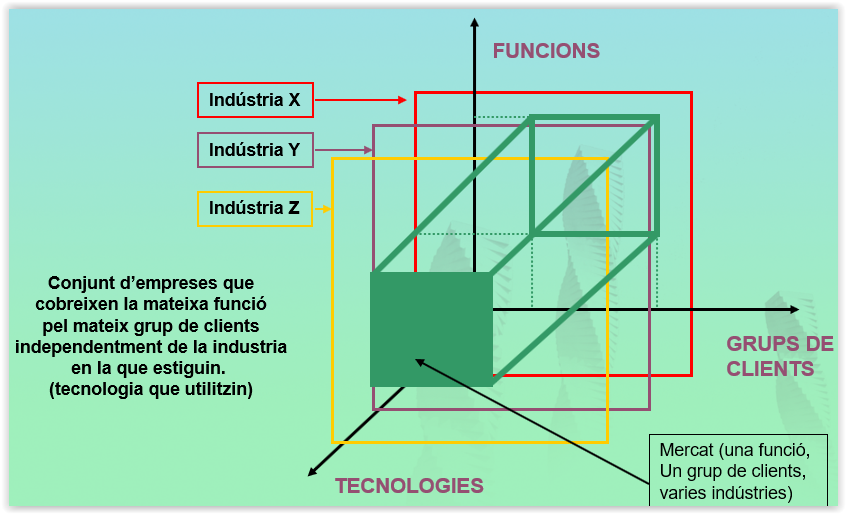 FUNCIONS
Indústria X
Indústria Y
Indústria Z
Conjunt d’empreses que
cobreixen la mateixa funció
pel mateix grup de clients
independentment de la industria
en la que estiguin.
(tecnologia que utilitzin)
GRUPS DE
CLIENTS
TECNOLOGIES
Mercat (una funció,
Un grup de clients,
varies indústries)